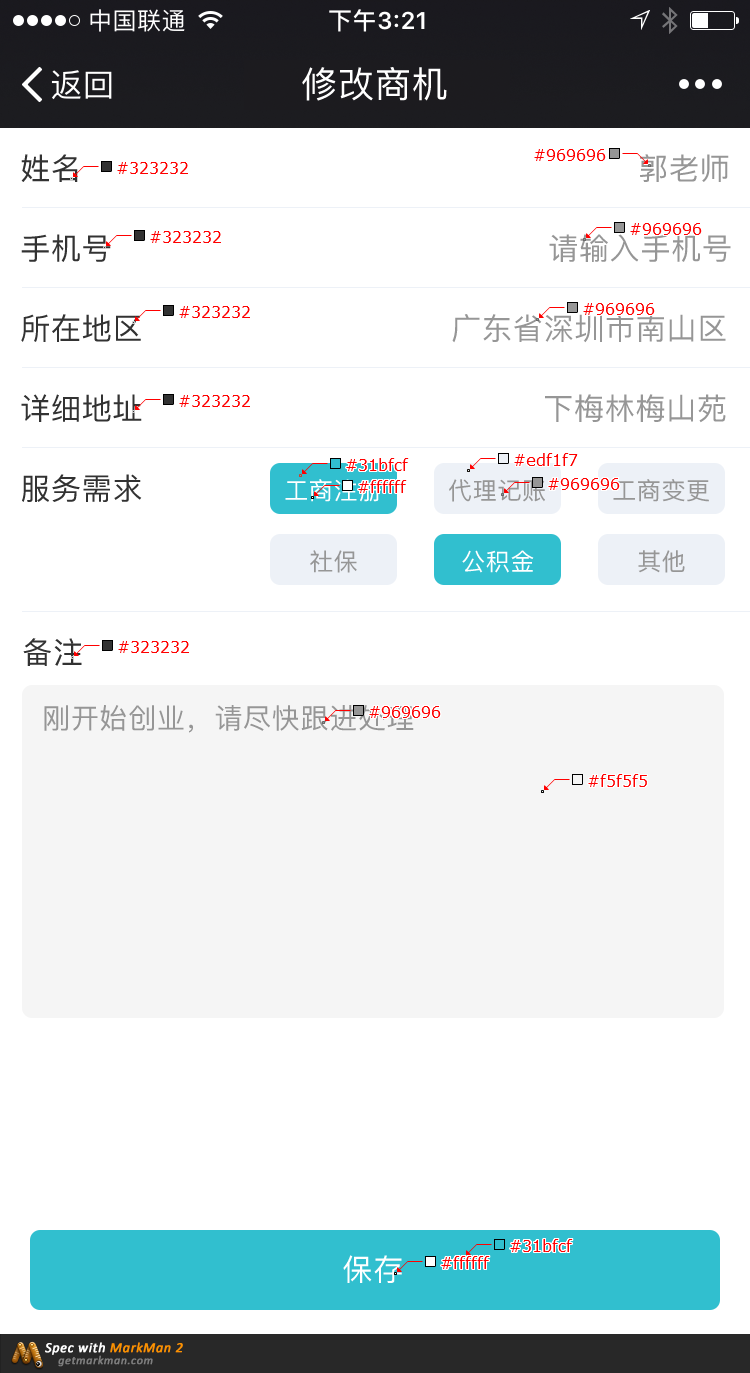 中国联通 下午3:21
返回 修改商机
姓名 #323232 #969696 郭老师
手机号 #323232 #969696 请输入手机号
所在地区 #323232 #969696 广东省深圳市南山区
详细地址 #323232 下梅林梅山苑
服务需求 工商注册 #31bfcf #ffffff 代理记账 #edf1f7 #969696 工商变更
社保 公积金 其他
备注 #323232
刚开始创业，请尽快跟进处理 #969696
#f5f5f5
保存 #ffffff #31bfcf
Spec with MarkMan 2
getmarkman.com